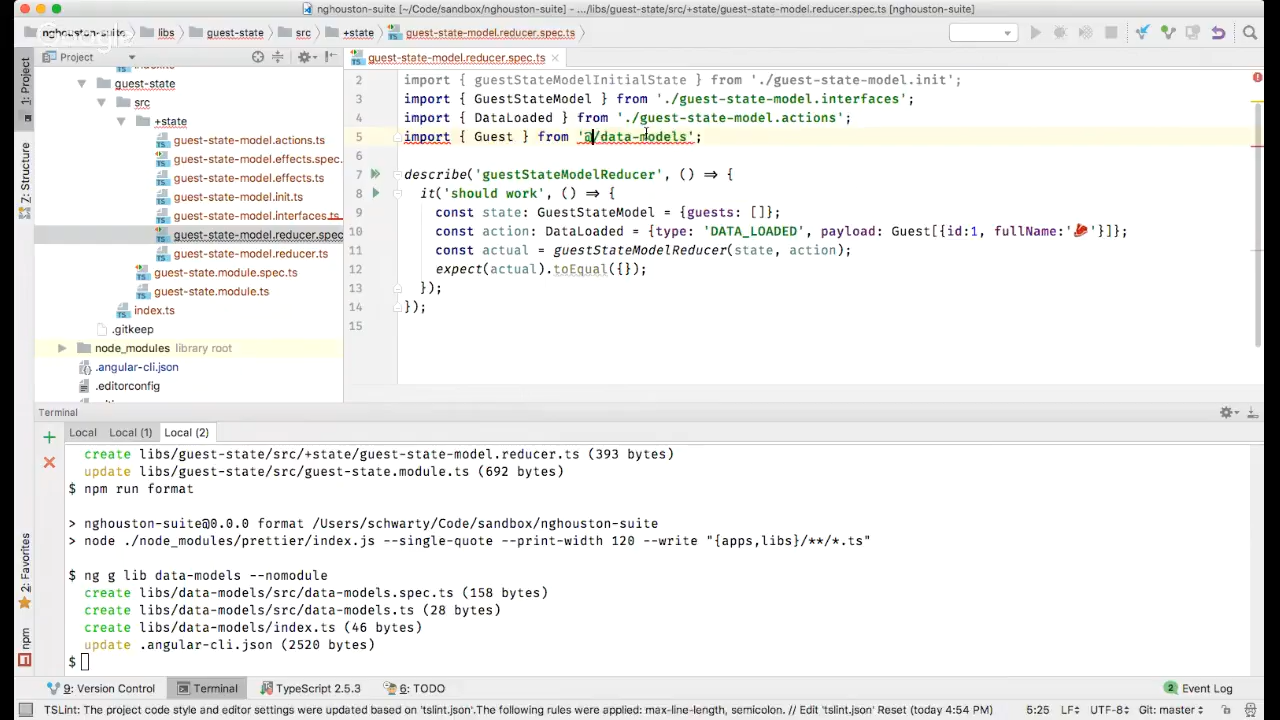 nghouston-suite [~/Code/sandbox/nghouston-suite] - .../libs/guest-state/src/+state/guest-state-model.reducer.spec.ts [nghouston-suite]
nghouston-suite libs guest-state src +state guest-state-model.reducer.spec.ts
Google
1: Project
Project
guest-state-model.reducer.spec.ts
guest-state
src
+state
guest-state-model.actions.ts
guest-state-model.effects.spec.
guest-state-model.effects.ts
guest-state-model.init.ts
guest-state-model.interfaces.ts
guest-state-model.reducer.spec
guest-state-model.reducer.ts
guest-state.module.spec.ts
guest-state.module.ts
index.ts
.gitkeep
node_modules library root
.angular-cli.json
.editorconfig
7: Structure
2: Favorites
npm
2 import { guestStateModelInitialState } from './guest-state-model.init';
3 import { GuestStateModel } from './guest-state-model.interfaces';
4 import { DataLoaded } from './guest-state-model.actions';
5 import { Guest } from '@/data-models';
6
7 describe('guestStateModelReducer', () => {
8 it('should work', () => {
9 const state: GuestStateModel = {guests: []};
10 const action: DataLoaded = {type: 'DATA_LOADED', payload: Guest[{id:1, fullName:'🥩'}]};
11 const actual = guestStateModelReducer(state, action);
12 expect(actual).toEqual({});
13 });
14 });
15
Terminal
Local Local (1) Local (2)
create libs/guest-state/src/+state/guest-state-model.reducer.ts (393 bytes)
update libs/guest-state/src/guest-state.module.ts (692 bytes)
$ npm run format
> nghouston-suite@0.0.0 format /Users/schwarty/Code/sandbox/nghouston-suite
> node ./node_modules/prettier/index.js --single-quote --print-width 120 --write "{apps,libs}/**/*.ts"
$ ng g lib data-models --nomodule
create libs/data-models/src/data-models.spec.ts (158 bytes)
create libs/data-models/src/data-models.ts (28 bytes)
create libs/data-models/index.ts (46 bytes)
update .angular-cli.json (2520 bytes)
$
9: Version Control Terminal TypeScript 2.5.3 6: TODO 2 Event Log
TSLint: The project code style and editor settings were updated based on 'tslint.json'.The following rules were applied: max-line-length, semicolon. // Edit 'tslint.json' Reset (today 4:54 PM) 5:25 LF÷ UTF-8÷ Git: master÷